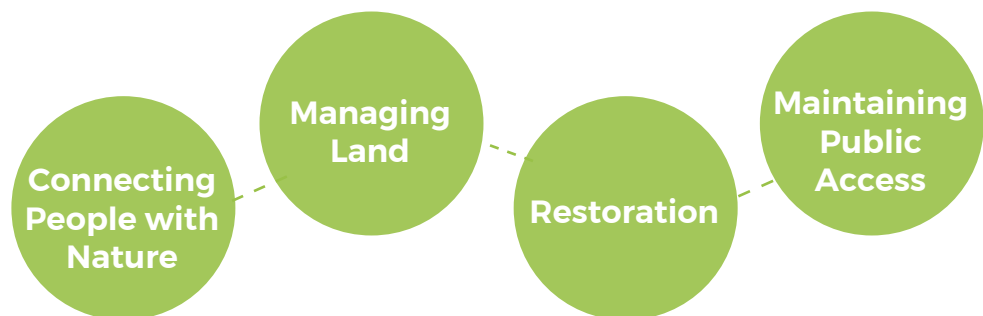 Connecting
People with
Nature
Managing
Land
Restoration
Maintaining
Public
Access